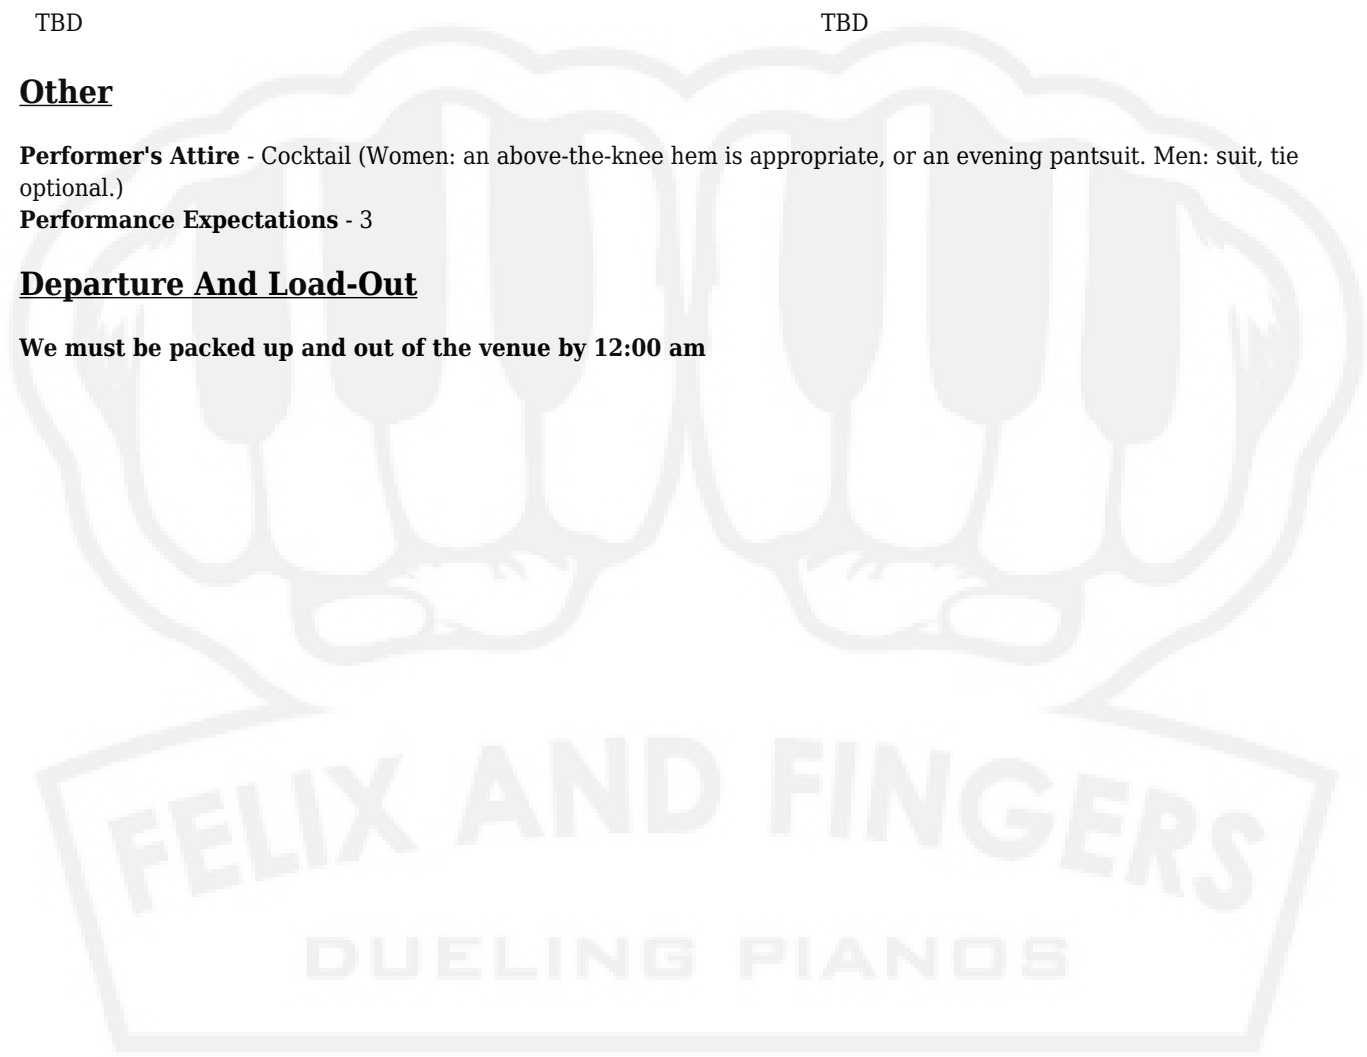 TBD TBD
Other
Performer's Attire - Cocktail (Women: an above-the-knee hem is appropriate, or an evening pantsuit. Men: suit, tie
optional.)
Performance Expectations - 3
Departure And Load-Out
We must be packed up and out of the venue by 12:00 am
FELIX AND FINGERS
DUELING PIANOS